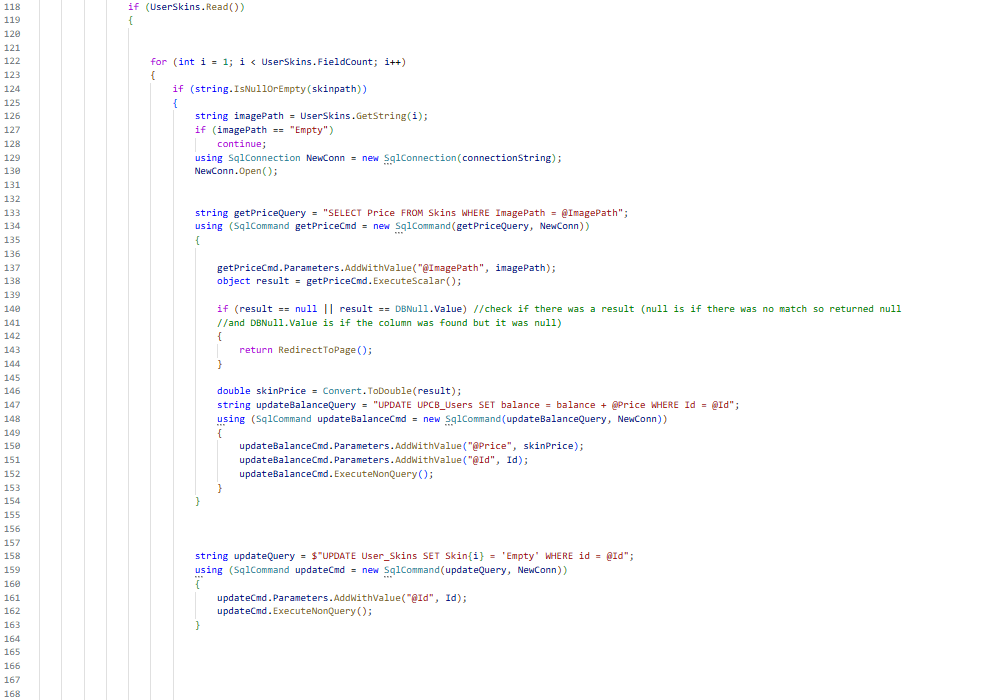 118 if (UserSkins.Read())
119 {
120
121
122 for (int i = 1; i < UserSkins.FieldCount; i++)
123 {
124 if (string.IsNullOrEmpty(skinpath))
125 {
126 string imagePath = UserSkins.GetString(i);
127 if (imagePath == "Empty")
128 continue;
129 using SqlConnection NewConn = new SqlConnection(connectionString);
130 NewConn.Open();
131
132
133 string getPriceQuery = "SELECT Price FROM Skins WHERE ImagePath = @ImagePath";
134 using (SqlCommand getPriceCmd = new SqlCommand(getPriceQuery, NewConn))
135 {
136
137 getPriceCmd.Parameters.AddWithValue("@ImagePath", imagePath);
138 object result = getPriceCmd.ExecuteScalar();
139
140 if (result == null || result == DBNull.Value) //check if there was a result (null is if there was no match so returned null
141 //and DBNull.Value is if the column was found but it was null)
142 {
143 return RedirectToPage();
144 }
145
146 double skinPrice = Convert.ToDouble(result);
147 string updateBalanceQuery = "UPDATE UPCB_Users SET balance = balance + @Price WHERE Id = @Id";
148 using (SqlCommand updateBalanceCmd = new SqlCommand(updateBalanceQuery, NewConn))
149 {
150 updateBalanceCmd.Parameters.AddWithValue("@Price", skinPrice);
151 updateBalanceCmd.Parameters.AddWithValue("@Id", Id);
152 updateBalanceCmd.ExecuteNonQuery();
153 }
154 }
155
156
157
158 string updateQuery = $"UPDATE User_Skins SET Skin{i} = 'Empty' WHERE id = @Id";
159 using (SqlCommand updateCmd = new SqlCommand(updateQuery, NewConn))
160 {
161 updateCmd.Parameters.AddWithValue("@Id", Id);
162 updateCmd.ExecuteNonQuery();
163 }
164
165
166
167
168